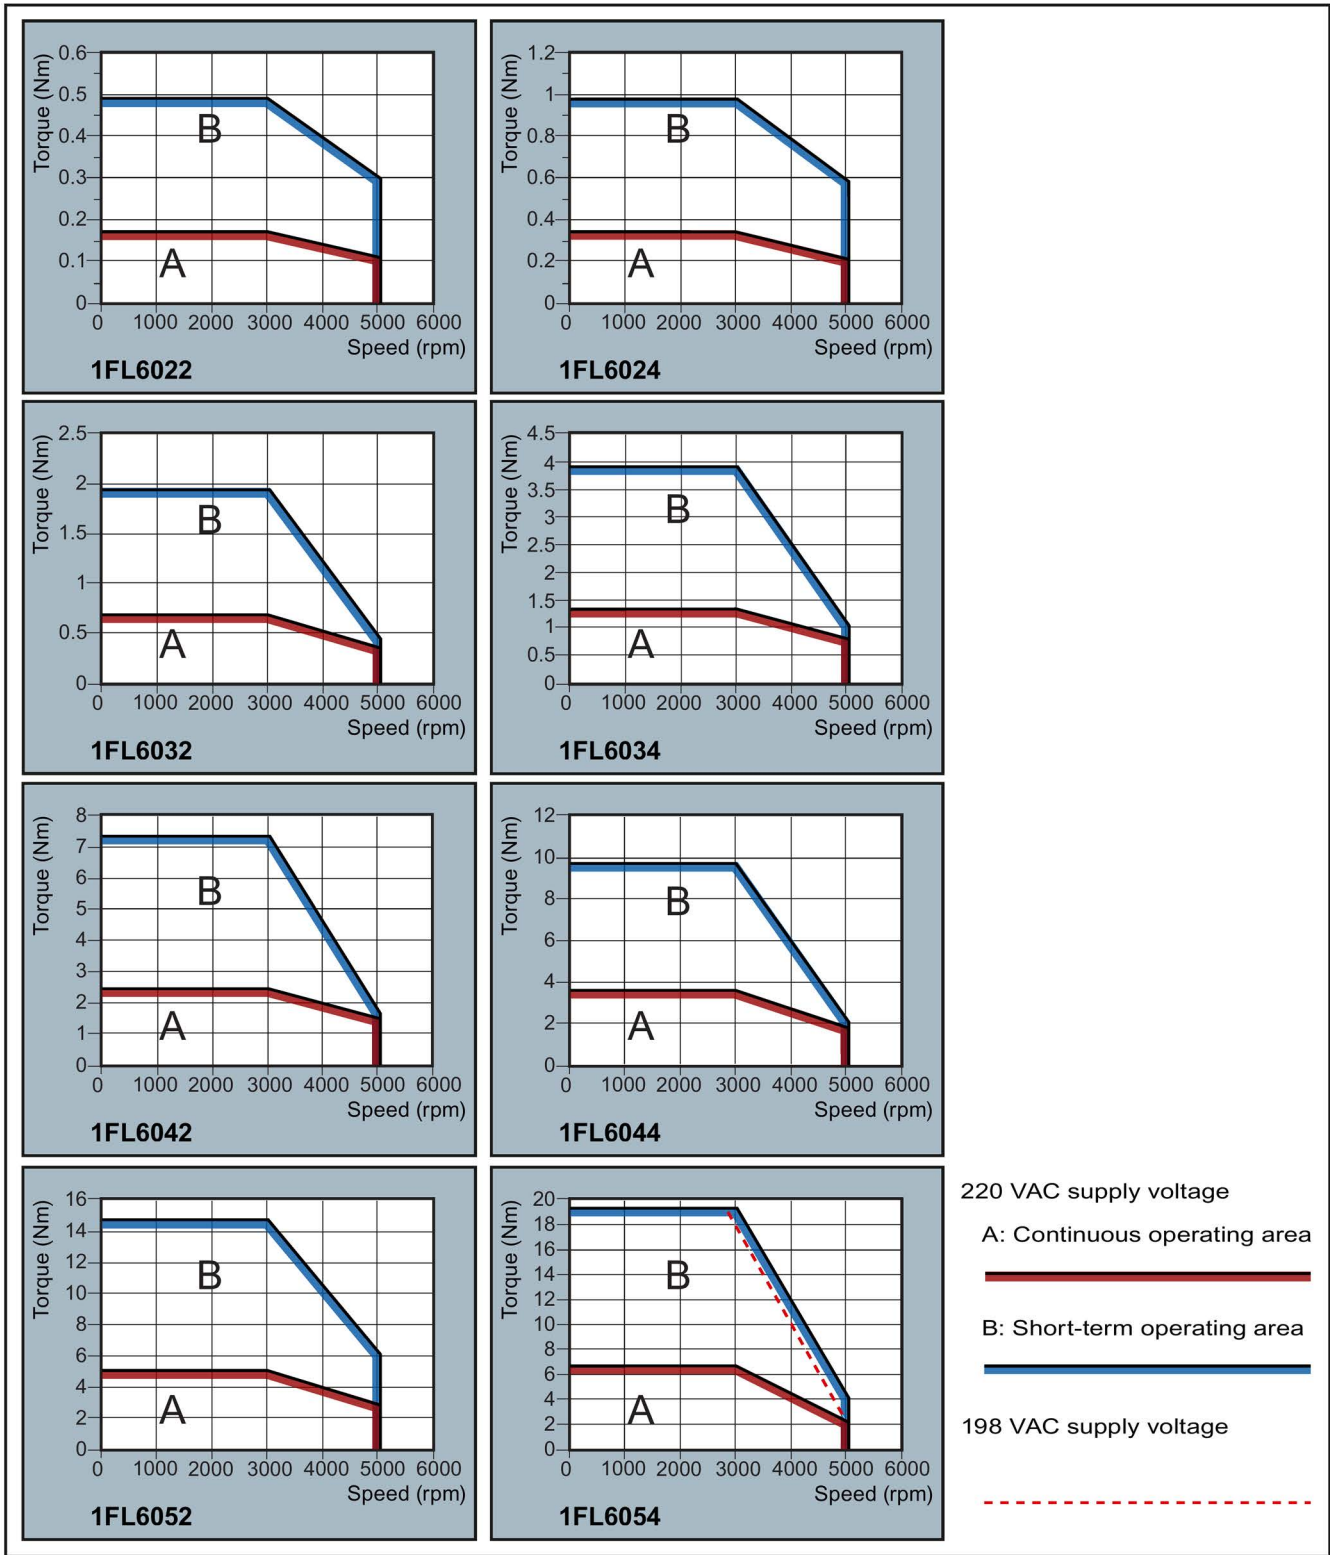 Torque (Nm)
0.6
0.5
0.4
0.3
0.2
0.1
0
B
A
0 1000 2000 3000 4000 5000 6000
Speed (rpm)
1FL6022
Torque (Nm)
1.2
1
0.8
0.6
0.4
0.2
0
B
A
0 1000 2000 3000 4000 5000 6000
Speed (rpm)
1FL6024
Torque (Nm)
2.5
2
1.5
1
0.5
0
B
A
0 1000 2000 3000 4000 5000 6000
Speed (rpm)
1FL6032
Torque (Nm)
4.5
4
3.5
3
2.5
2
1.5
1
0.5
0
B
A
0 1000 2000 3000 4000 5000 6000
Speed (rpm)
1FL6034
Torque (Nm)
8
7
6
5
4
3
2
1
0
B
A
0 1000 2000 3000 4000 5000 6000
Speed (rpm)
1FL6042
Torque (Nm)
12
10
8
6
4
2
0
B
A
0 1000 2000 3000 4000 5000 6000
Speed (rpm)
1FL6044
Torque (Nm)
16
14
12
10
8
6
4
2
0
B
A
0 1000 2000 3000 4000 5000 6000
Speed (rpm)
1FL6052
Torque (Nm)
20
18
16
14
12
10
8
6
4
2
0
B
A
0 1000 2000 3000 4000 5000 6000
Speed (rpm)
1FL6054
220 VAC supply voltage
A: Continuous operating area
B: Short-term operating area
198 VAC supply voltage